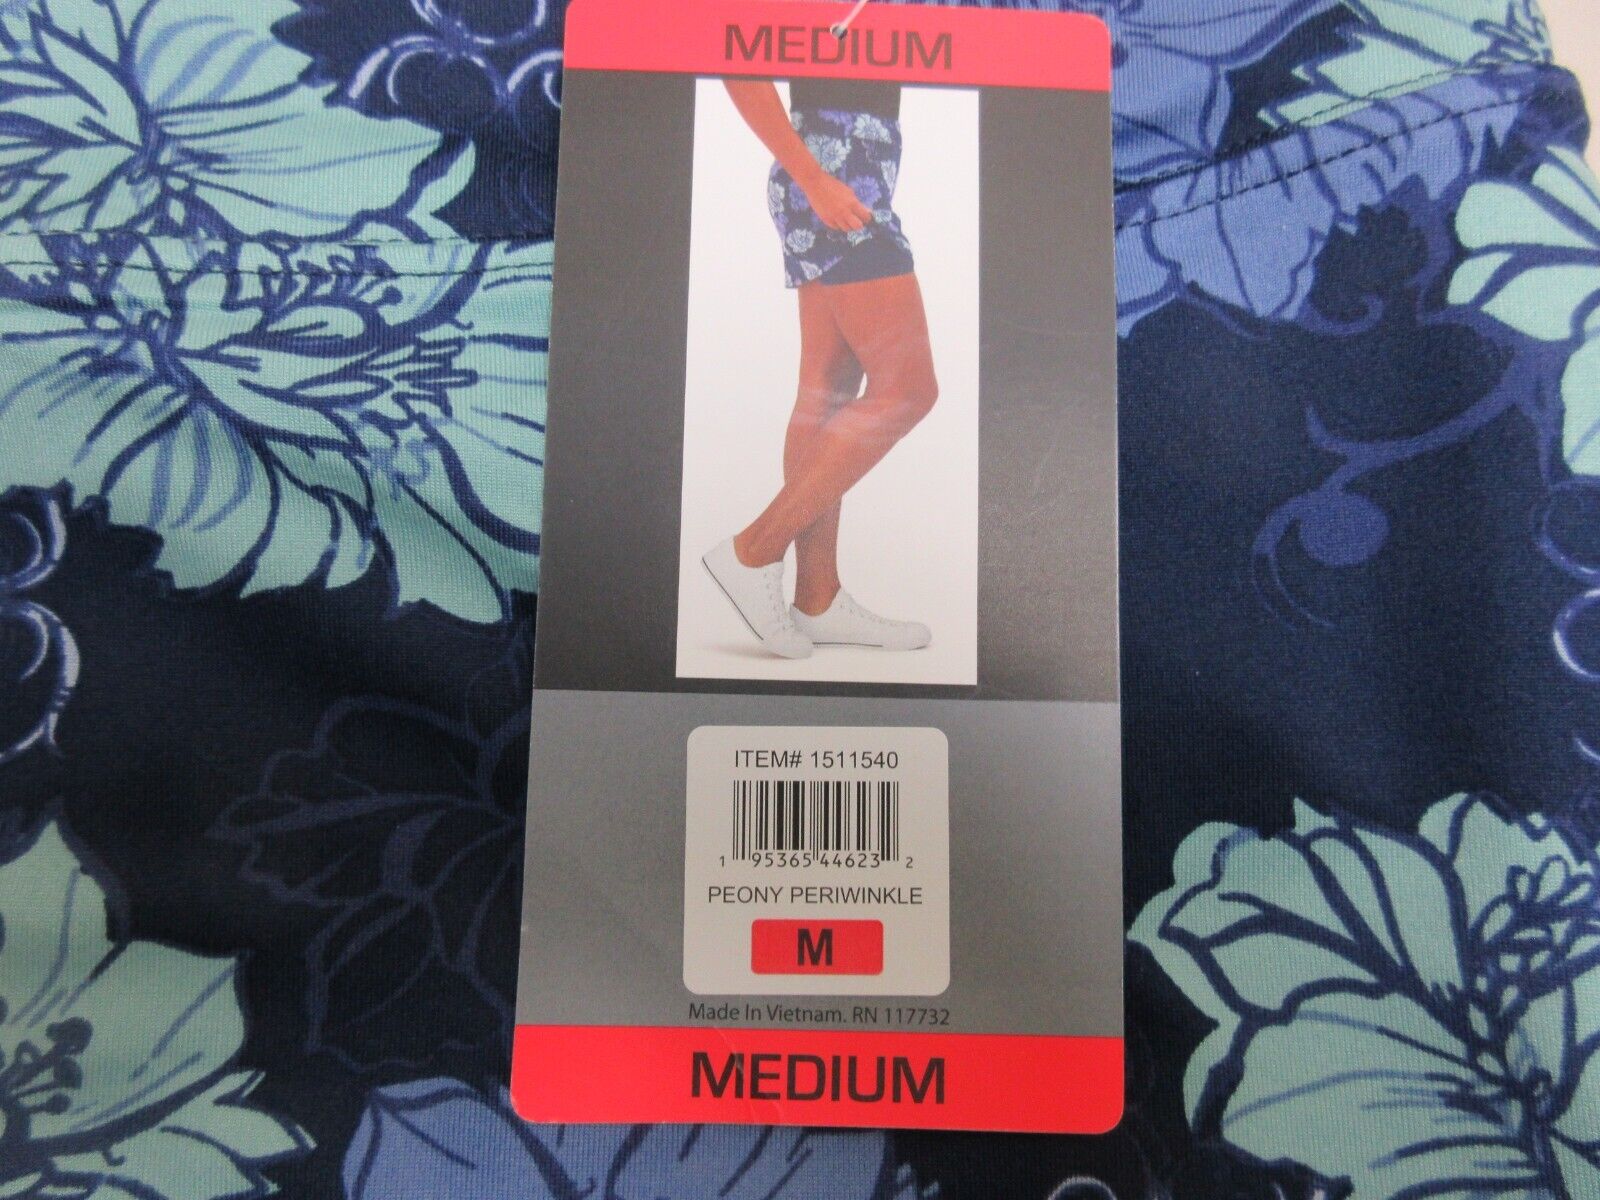 MEDIUM
ITEM# 1511540
1 95365 44623 2
PEONY PERIWINKLE
M
Made In Vietnam. RN 117732
MEDIUM